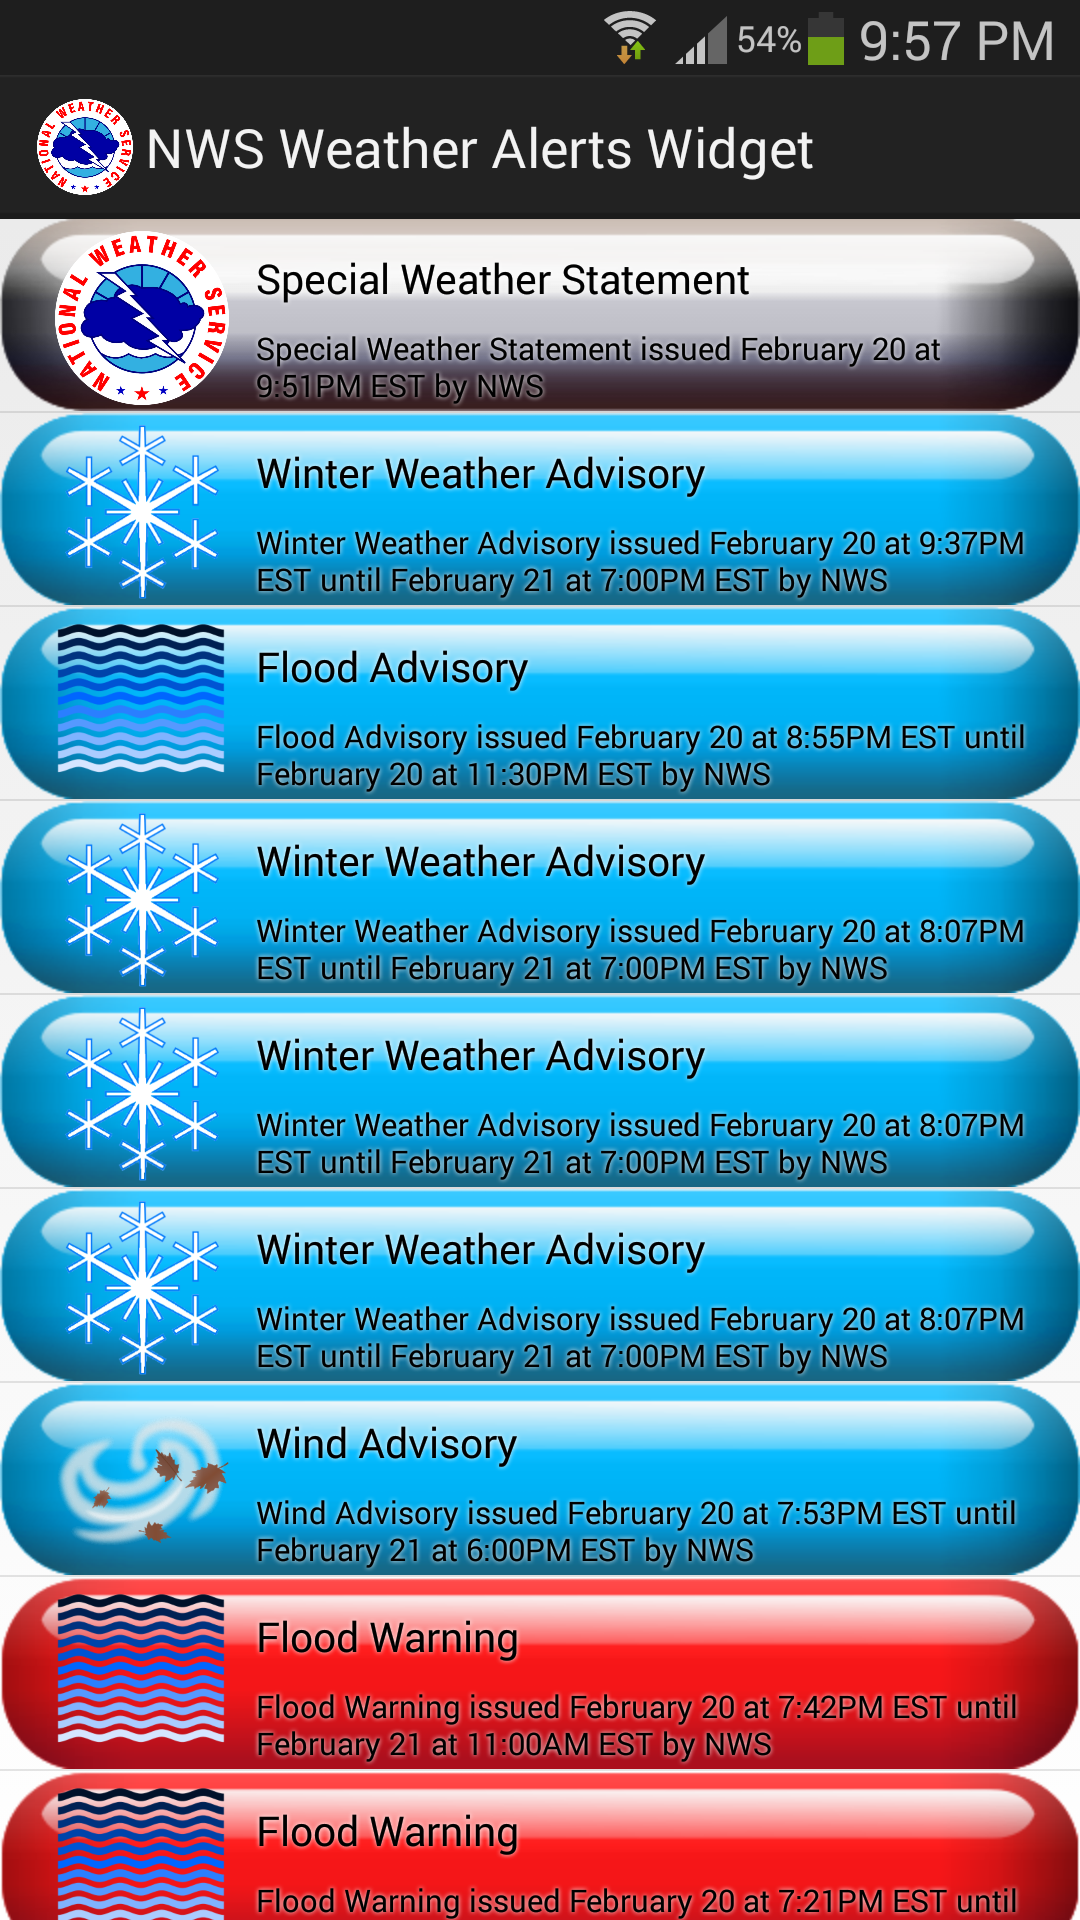 54% 9:57 PM
NATIONAL WEATHER SERVICE
NWS Weather Alerts Widget
NATIONAL WEATHER SERVICE
Special Weather Statement
Special Weather Statement issued February 20 at
9:51PM EST by NWS
Winter Weather Advisory
Winter Weather Advisory issued February 20 at 9:37PM
EST until February 21 at 7:00PM EST by NWS
Flood Advisory
Flood Advisory issued February 20 at 8:55PM EST until
February 20 at 11:30PM EST by NWS
Winter Weather Advisory
Winter Weather Advisory issued February 20 at 8:07PM
EST until February 21 at 7:00PM EST by NWS
Winter Weather Advisory
Winter Weather Advisory issued February 20 at 8:07PM
EST until February 21 at 7:00PM EST by NWS
Winter Weather Advisory
Winter Weather Advisory issued February 20 at 8:07PM
EST until February 21 at 7:00PM EST by NWS
Wind Advisory
Wind Advisory issued February 20 at 7:53PM EST until
February 21 at 6:00PM EST by NWS
Flood Warning
Flood Warning issued February 20 at 7:42PM EST until
February 21 at 11:00AM EST by NWS
Flood Warning
Flood Warning issued February 20 at 7:21PM EST until